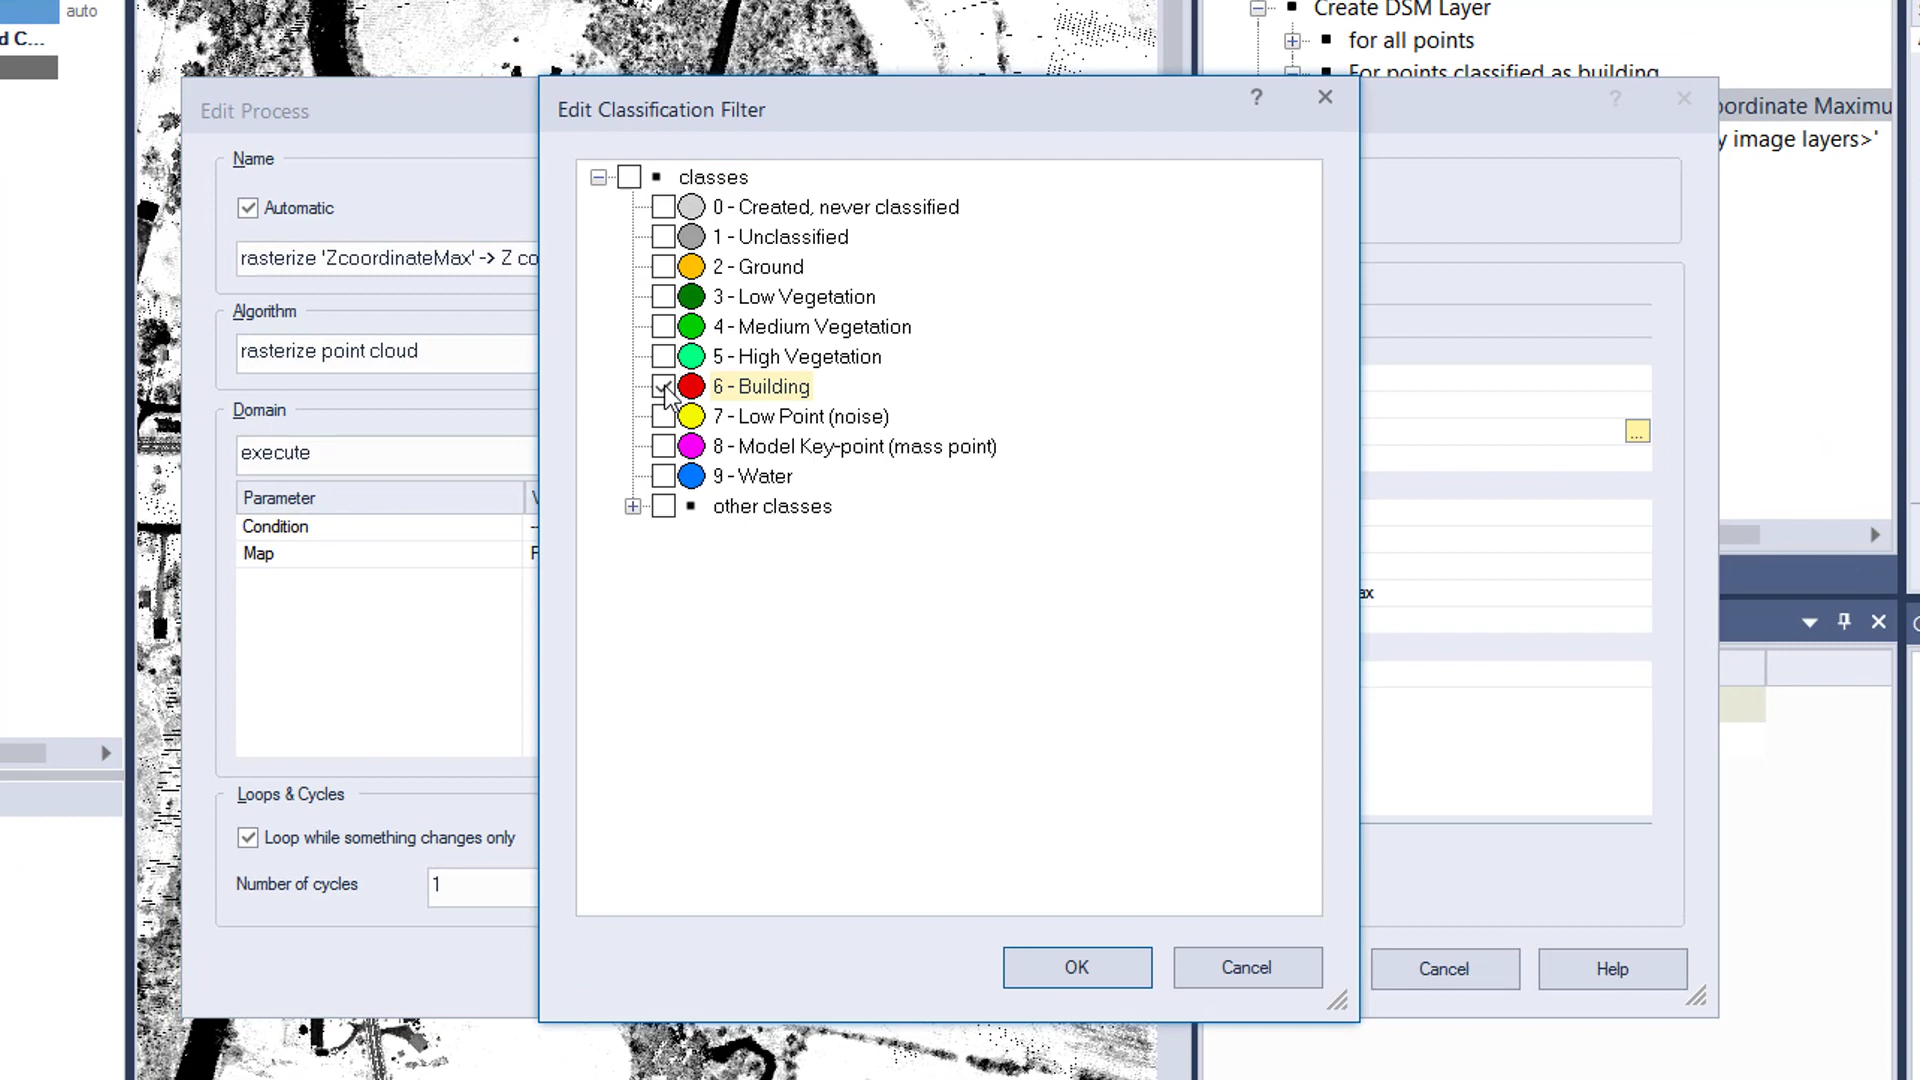 auto
d C...
Create DSM Layer
for all points
For points classified as building
oordinate Maximu
y image layers>'
Edit Process
Name
Automatic
rasterize 'ZcoordinateMax' -> Z co
Algorithm
rasterize point cloud
Domain
execute
Parameter
Condition
Map
Loops & Cycles
Loop while something changes only
Number of cycles
1
Edit Classification Filter
?
classes
0 - Created, never classified
1 - Unclassified
2 - Ground
3 - Low Vegetation
4 - Medium Vegetation
5 - High Vegetation
6 - Building
7 - Low Point (noise)
8 - Model Key-point (mass point)
9 - Water
other classes
OK
Cancel
?
...
ax
Cancel
Help